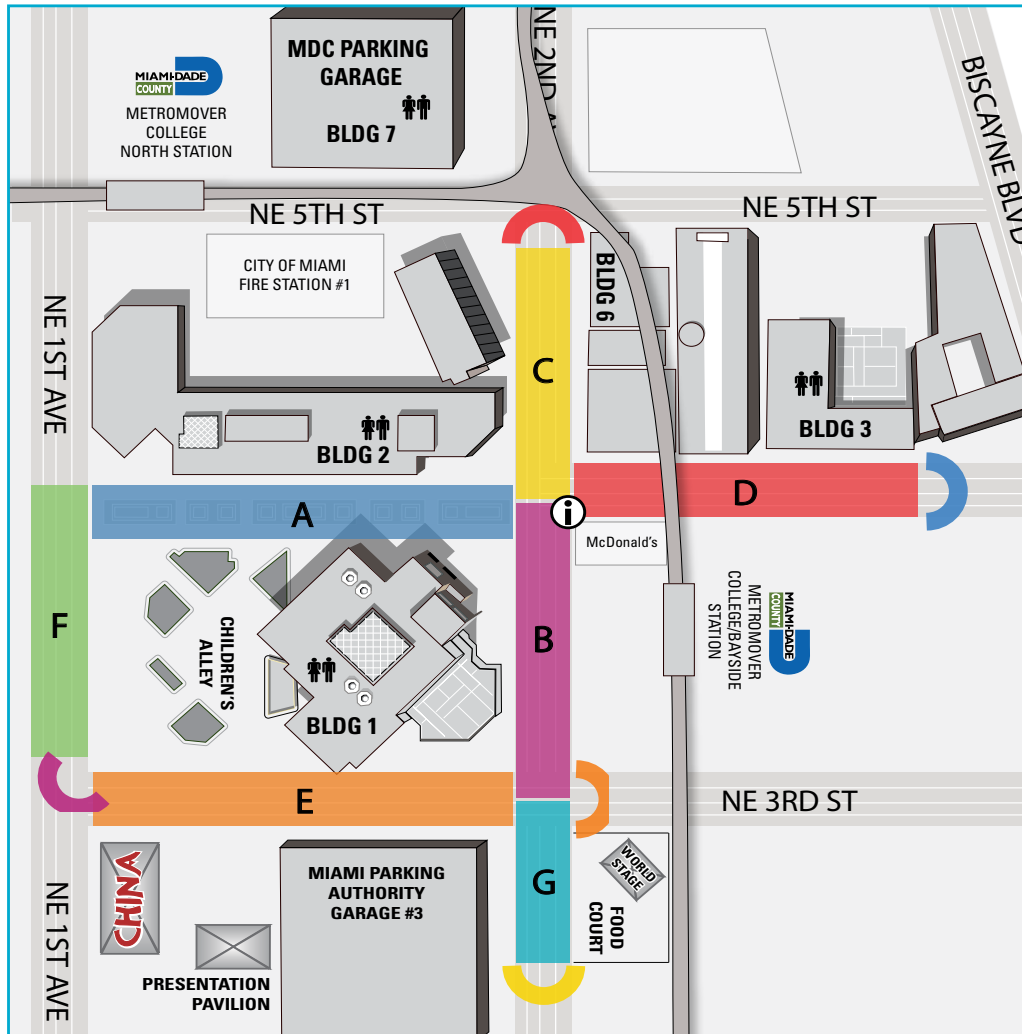 MDC PARKING
GARAGE
BLDG 7
NE 2ND
MIAMI-DADE
COUNTY
METROMOVER
COLLEGE
NORTH STATION
BISCAYNE BLVD
NE 5TH ST
NE 5TH ST
CITY OF MIAMI
FIRE STATION #1
BLDG 6
NE 1ST AVE
C
BLDG 2
BLDG 3
A
D
i
McDonald's
F
CHILDREN'S
ALLEY
BLDG 1
B
MIAMI-DADE
COUNTY
METROMOVER
COLLEGE/BAYSIDE
STATION
E
NE 3RD ST
NE 1ST AVE
CHINA
MIAMI PARKING
AUTHORITY
GARAGE #3
G
WORLD
STAGE
FOOD
COURT
PRESENTATION
PAVILION